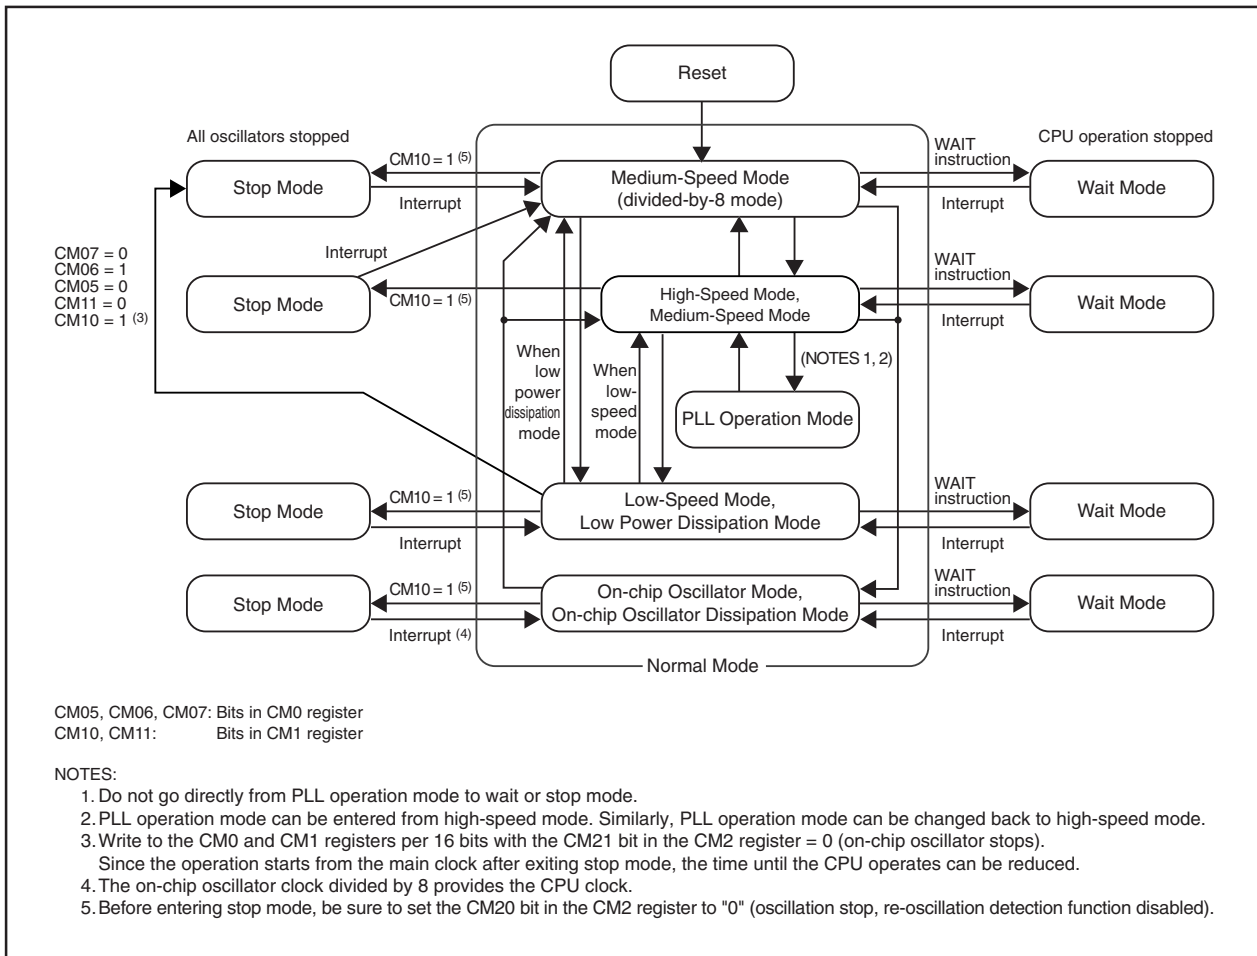 Reset
All oscillators stopped
CPU operation stopped
CM10 = 1 (5)
WAIT
instruction
Stop Mode
Medium-Speed Mode
(divided-by-8 mode)
Wait Mode
Interrupt
Interrupt
CM07 = 0
CM06 = 1
CM05 = 0
CM11 = 0
CM10 = 1 (3)
Interrupt
WAIT
instruction
Stop Mode
CM10 = 1 (5)
High-Speed Mode,
Medium-Speed Mode
Wait Mode
Interrupt
When
low
power
dissipation
mode
When
low-
speed
mode
(NOTES 1, 2)
PLL Operation Mode
CM10 = 1 (5)
WAIT
instruction
Stop Mode
Low-Speed Mode,
Low Power Dissipation Mode
Wait Mode
Interrupt
Interrupt
CM10 = 1 (5)
WAIT
instruction
Stop Mode
On-chip Oscillator Mode,
On-chip Oscillator Dissipation Mode
Wait Mode
Interrupt (4)
Interrupt
Normal Mode
CM05, CM06, CM07: Bits in CM0 register
CM10, CM11: Bits in CM1 register
NOTES:
1. Do not go directly from PLL operation mode to wait or stop mode.
2. PLL operation mode can be entered from high-speed mode. Similarly, PLL operation mode can be changed back to high-speed mode.
3. Write to the CM0 and CM1 registers per 16 bits with the CM21 bit in the CM2 register = 0 (on-chip oscillator stops).
Since the operation starts from the main clock after exiting stop mode, the time until the CPU operates can be reduced.
4. The on-chip oscillator clock divided by 8 provides the CPU clock.
5. Before entering stop mode, be sure to set the CM20 bit in the CM2 register to "0" (oscillation stop, re-oscillation detection function disabled).